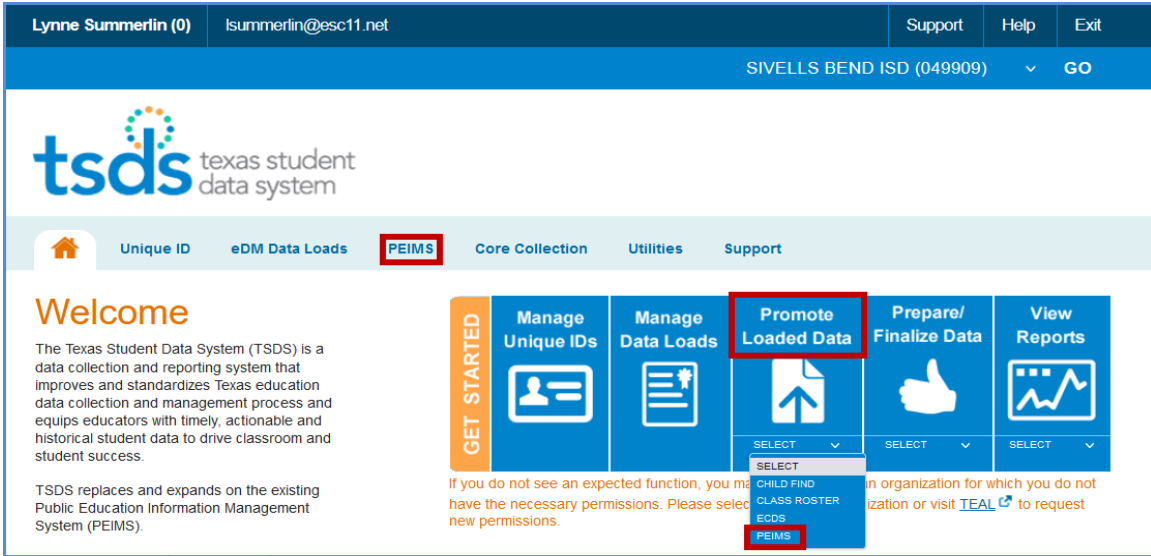 Lynne Summerlin (0) lsummerlin@esc11.net Support Help Exit
SIVELLS BEND ISD (049909) GO
tsds texas student data system
Unique ID eDM Data Loads PEIMS Core Collection Utilities Support
Welcome
The Texas Student Data System (TSDS) is a
data collection and reporting system that
improves and standardizes Texas education
data collection and management process and
equips educators with timely, actionable and
historical student data to drive classroom and
student success.
TSDS replaces and expands on the existing
Public Education Information Management
System (PEIMS).
GET STARTED
Manage Unique IDs
Manage Data Loads
Promote Loaded Data
SELECT
Prepare/ Finalize Data
SELECT
View Reports
SELECT
SELECT
CHILD FIND
CLASS ROSTER
ECDS
PEIMS
If you do not see an expected function, you n organization for which you do not
have the necessary permissions. Please ization or visit TEAL to request
new permissions.